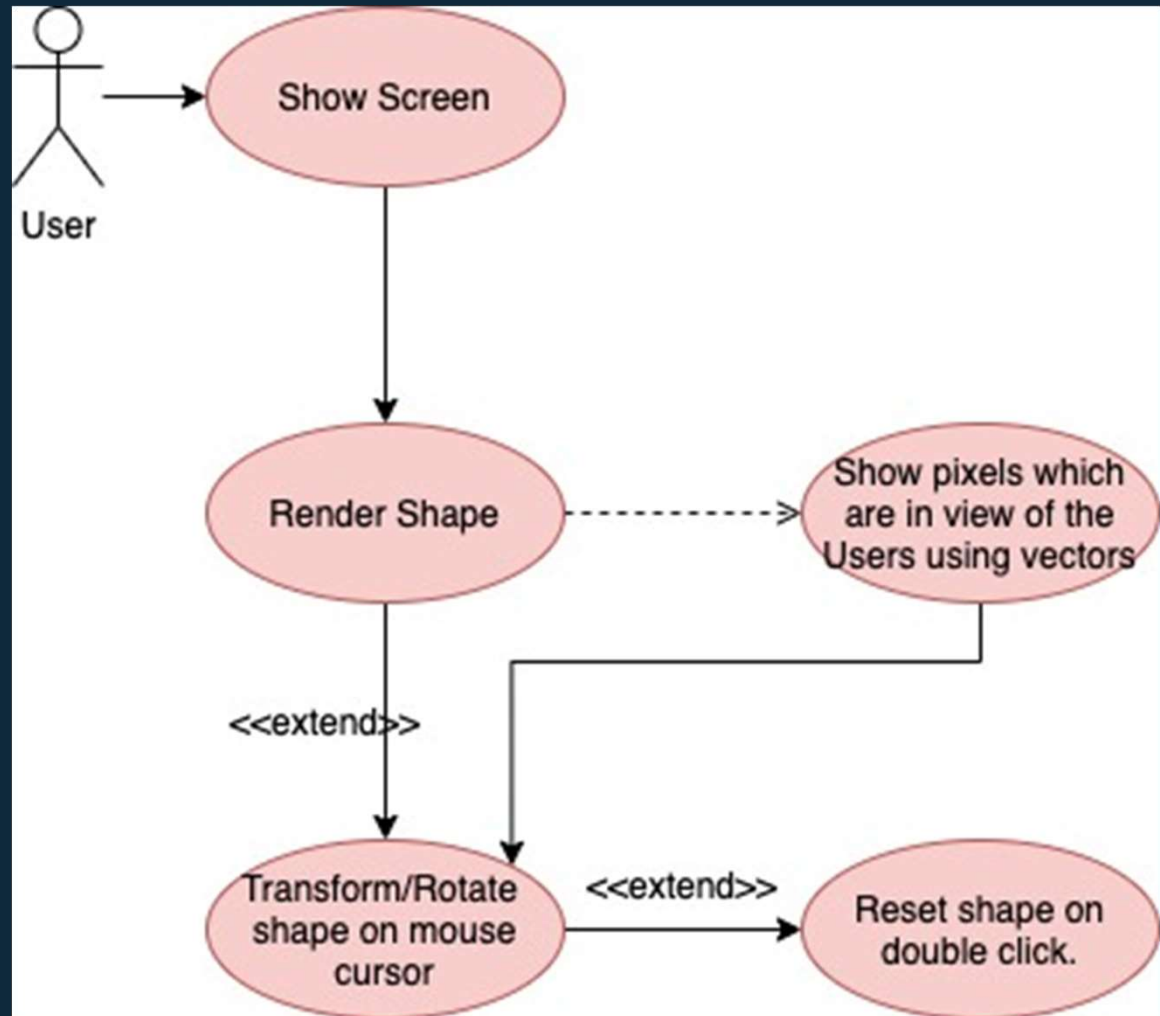 Show Screen
User
Render Shape
Show pixels which
are in view of the
Users using vectors
<<extend>>
Transform/Rotate
shape on mouse
cursor
<<extend>>
Reset shape on
double click.